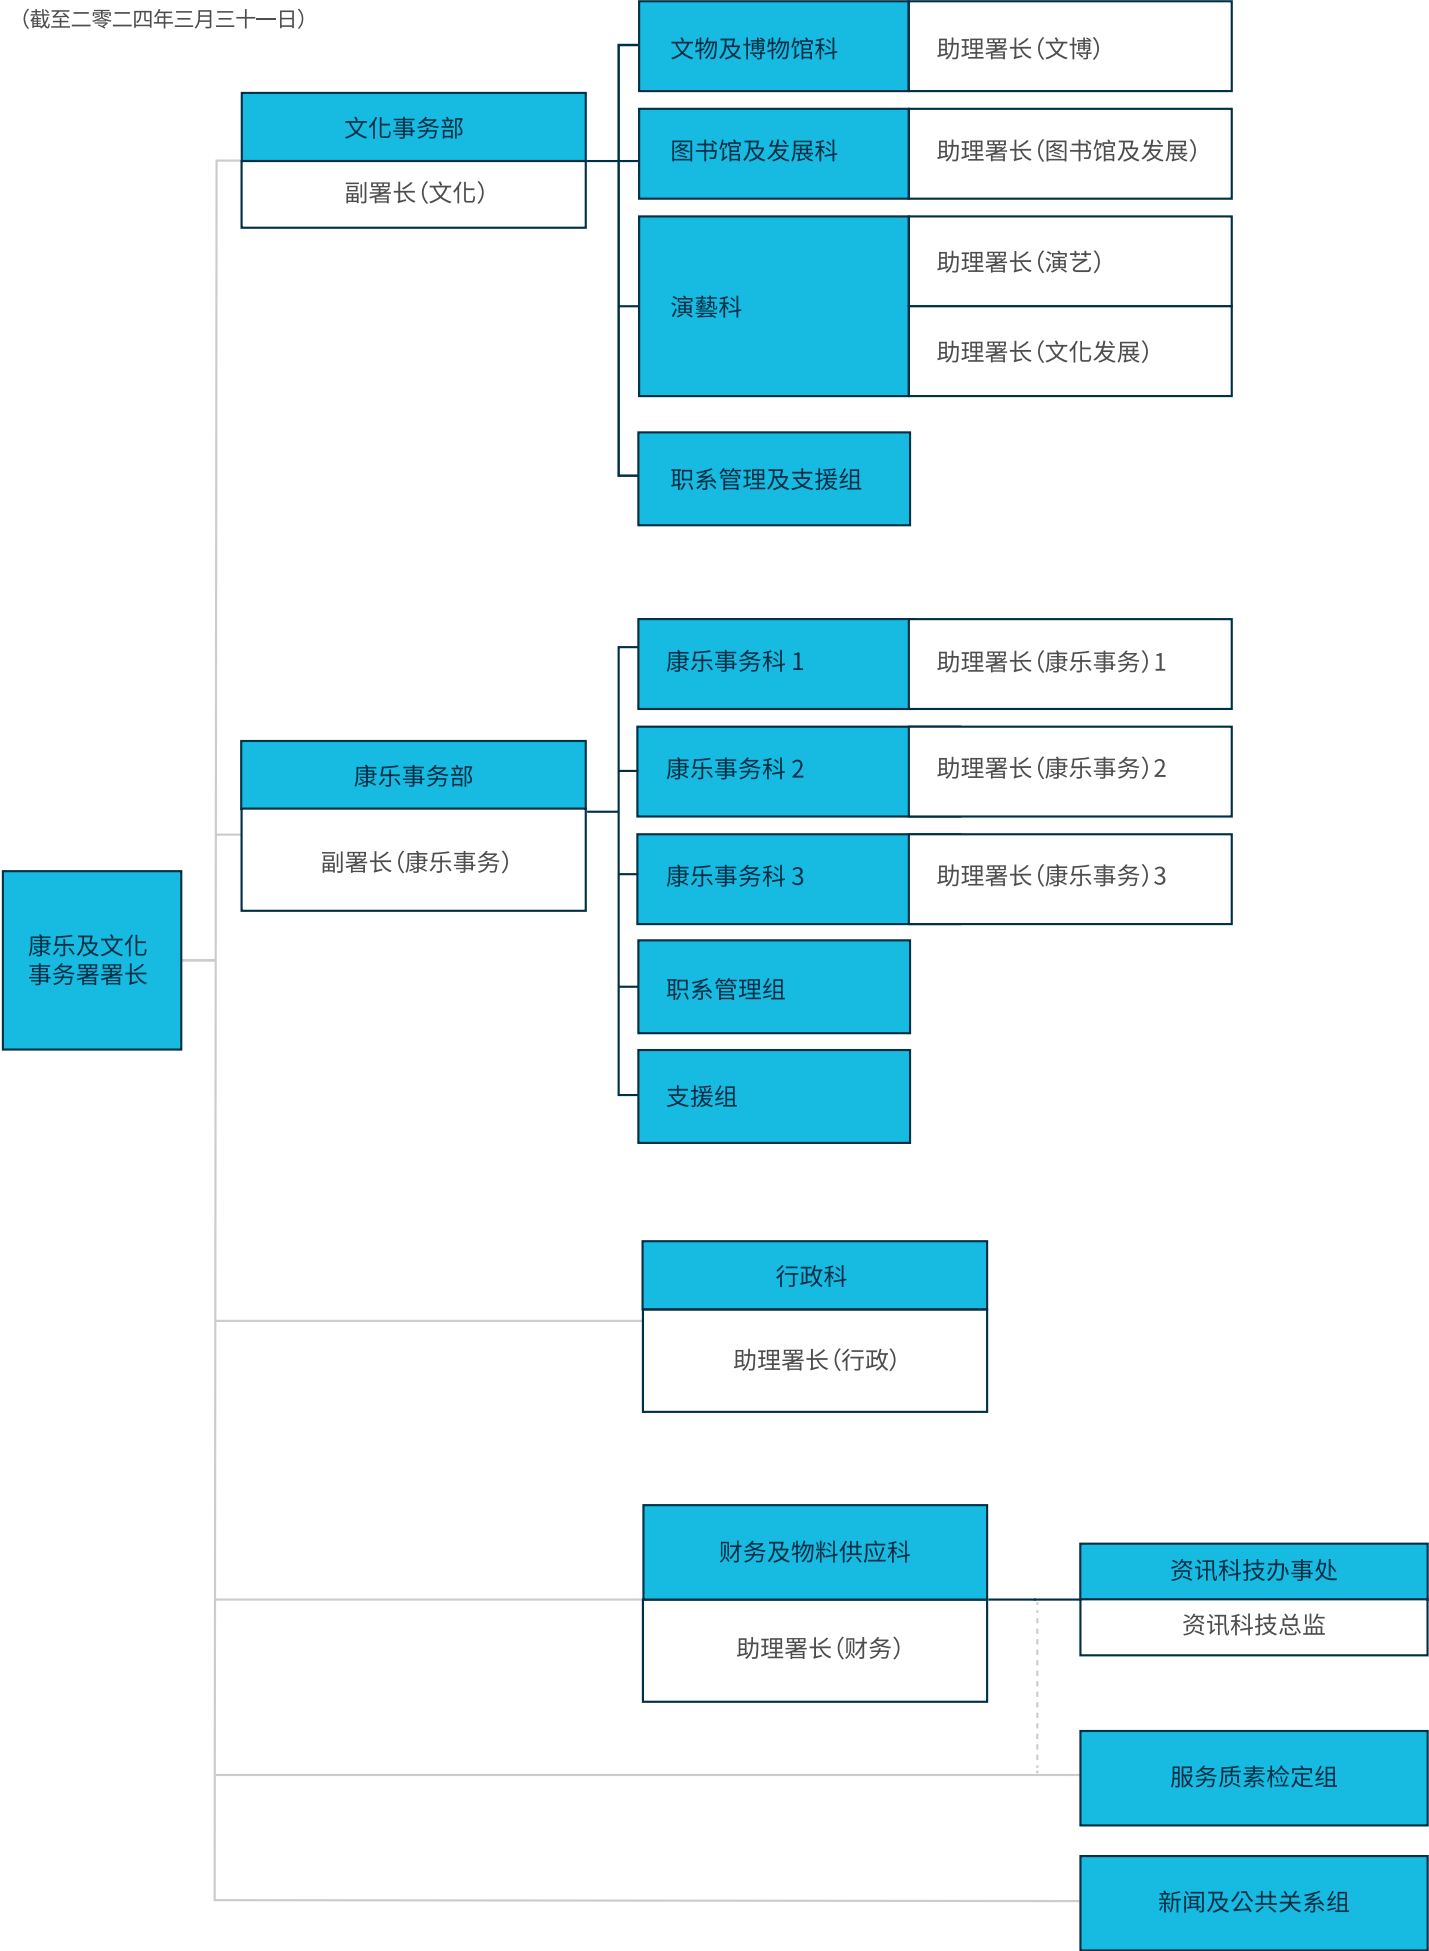 （截至二零二四年三月三十一日）
文化事务部
副署长（文化）
文物及博物馆科
助理署长（文博）
图书馆及发展科
助理署长（图书馆及发展）
演藝科
助理署长（演艺）
助理署长（文化发展）
职系管理及支援组
康乐及文化
事务署署长
康乐事务部
副署长（康乐事务）
康乐事务科 1
助理署长（康乐事务）1
康乐事务科 2
助理署长（康乐事务）2
康乐事务科 3
助理署长（康乐事务）3
职系管理组
支援组
行政科
助理署长（行政）
财务及物料供应科
助理署长（财务）
资讯科技办事处
资讯科技总监
服务质素检定组
新闻及公共关系组